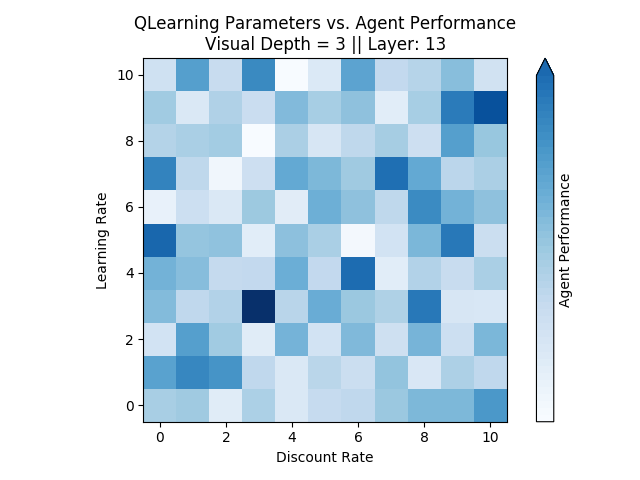 QLearning Parameters vs. Agent Performance
Visual Depth = 3 || Layer: 13
10
8
6
4
2
0
Learning Rate
0 2 4 6 8 10
Discount Rate
Agent Performance